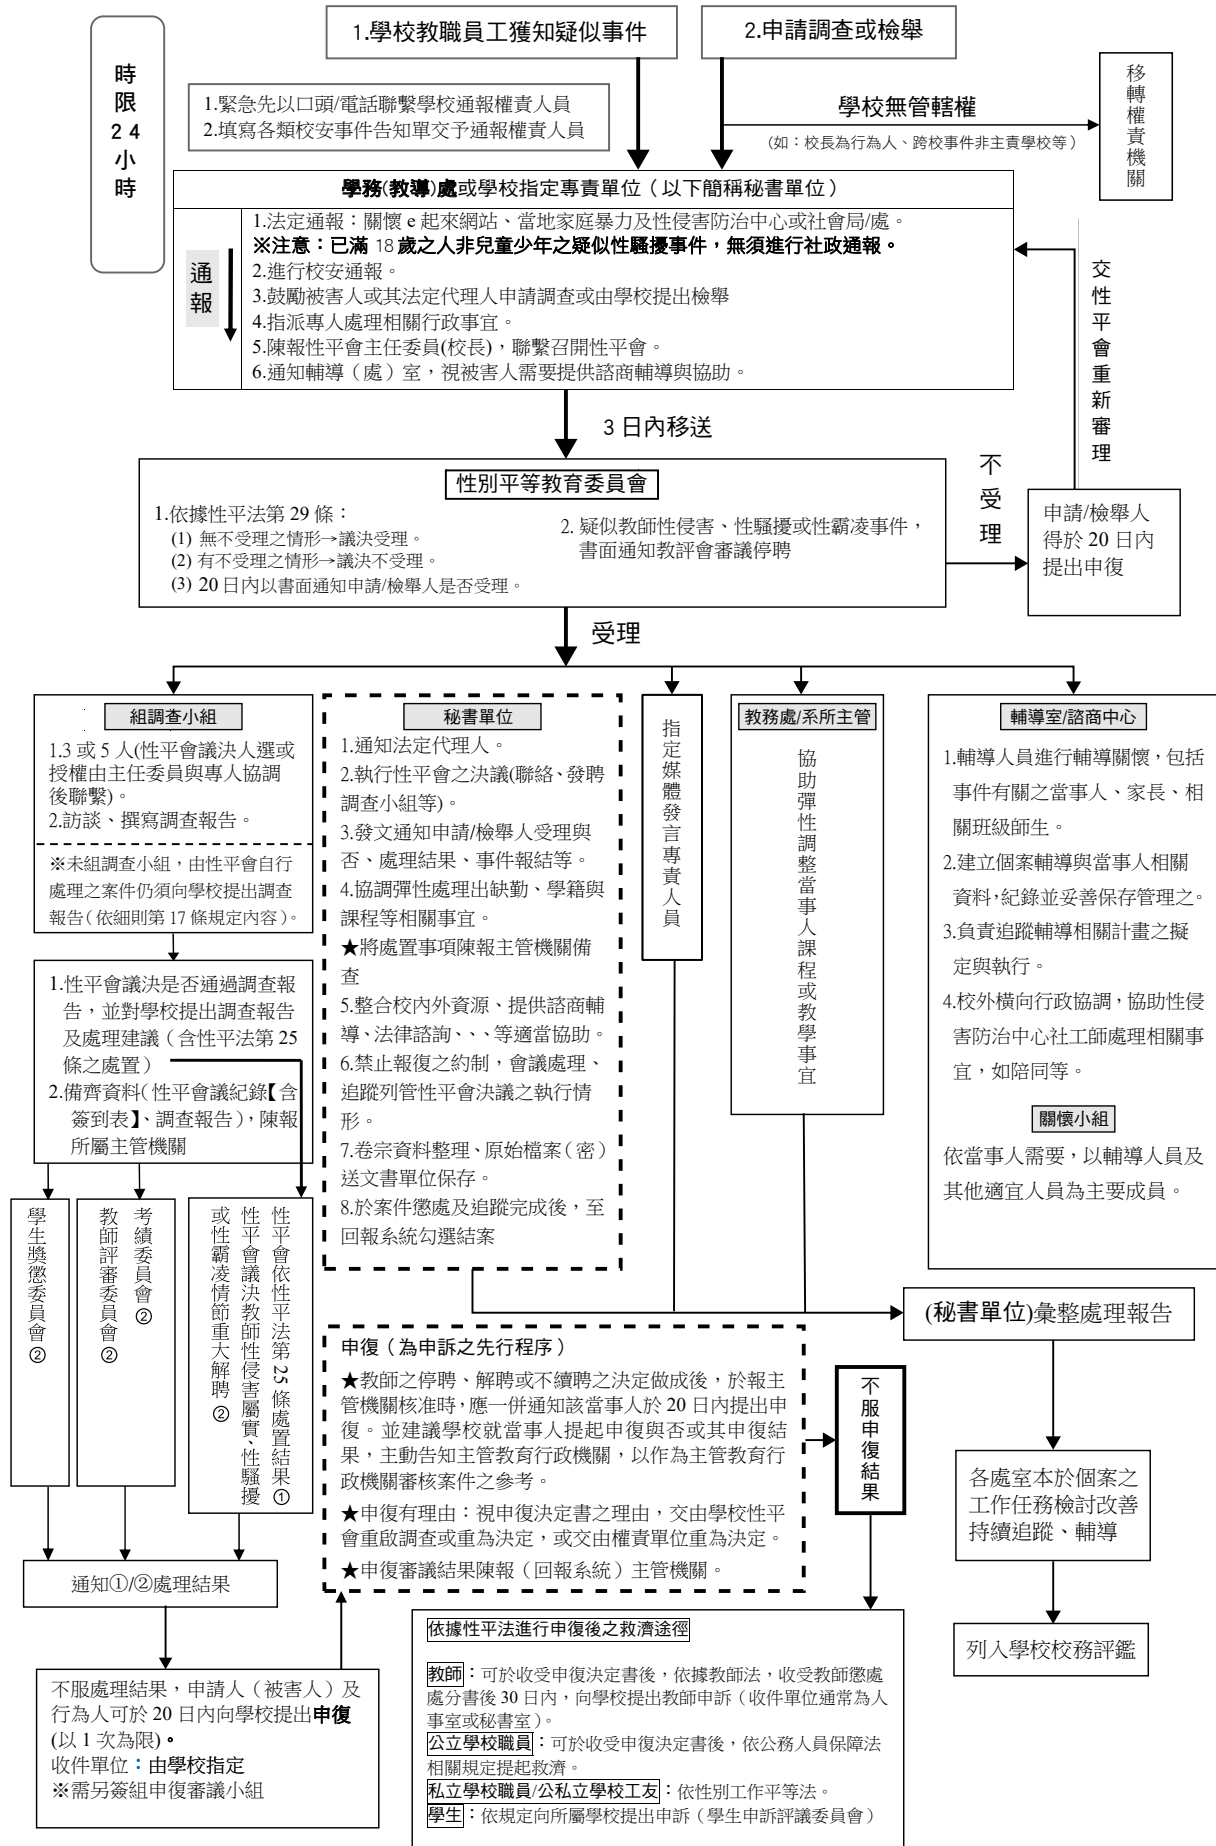 時
限
24
小
時
1.學校教職員工獲知疑似事件
2.申請調查或檢舉
移轉權責機關
1.緊急先以口頭/電話聯繫學校通報權責人員
2.填寫各類校安事件告知單交予通報權責人員
學校無管轄權
(如：校長為行為人、跨校事件非主責學校等)
學務(教導)處或學校指定專責單位（以下簡稱秘書單位）
通報
1.法定通報：關懷 e 起來網站、當地家庭暴力及性侵害防治中心或社會局/處。
※注意：已滿 18 歲之人非兒童少年之疑似性騷擾事件，無須進行社政通報。
2.進行校安通報。
3.鼓勵被害人或其法定代理人申請調查或由學校提出檢舉
4.指派專人處理相關行政事宜。
5.陳報性平會主任委員(校長)，聯繫召開性平會。
6.通知輔導（處）室，視被害人需要提供諮商輔導與協助。
交性平會重新審理
3 日內移送
性別平等教育委員會
1.依據性平法第 29 條：
(1) 無不受理之情形→議決受理。
(2) 有不受理之情形→議決不受理。
(3) 20 日內以書面通知申請/檢舉人是否受理。
2. 疑似教師性侵害、性騷擾或性霸凌事件，
書面通知教評會審議停聘
不受理
申請/檢舉人
得於 20 日內
提出申復
受理
組調查小組
1.3 或 5 人(性平會議決人選或
授權由主任委員與專人協調
後聯繫)。
2.訪談、撰寫調查報告。
※未組調查小組，由性平會自行
處理之案件仍須向學校提出調查
報告(依細則第 17 條規定內容)。
1.性平會議決是否通過調查報
告，並對學校提出調查報告
及處理建議（含性平法第 25
條之處置）
2.備齊資料(性平會議紀錄【含
簽到表】、調查報告)，陳報
所屬主管機關
學生獎懲委員會②
考績委員會②
教師評審委員會②
性平會依性平法第 25 條處置結果①
性平會議決教師性侵害屬實、性騷擾
或性霸凌情節重大解聘②
通知①/②處理結果
不服處理結果，申請人（被害人）及
行為人可於 20 日內向學校提出申復
(以 1 次為限)。
收件單位：由學校指定
※需另簽組申復審議小組
秘書單位
1.通知法定代理人。
2.執行性平會之決議(聯絡、發聘
調查小組等)。
3.發文通知申請/檢舉人受理與
否、處理結果、事件報結等。
4.協調彈性處理出缺勤、學籍與
課程等相關事宜。
★將處置事項陳報主管機關備
查
5.整合校內外資源、提供諮商輔
導、法律諮詢、、、等適當協助。
6.禁止報復之約制，會議處理、
追蹤列管性平會決議之執行情
形。
7.卷宗資料整理、原始檔案（密）
送文書單位保存。
8.於案件懲處及追蹤完成後，至
回報系統勾選結案
指定媒體發言專責人員
教務處/系所主管
協助彈性調整當事人課程或教學事宜
輔導室/諮商中心
1.輔導人員進行輔導關懷，包括
事件有關之當事人、家長、相
關班級師生。
2.建立個案輔導與當事人相關
資料，紀錄並妥善保存管理之。
3.負責追蹤輔導相關計畫之擬
定與執行。
4.校外橫向行政協調，協助性侵
害防治中心社工師處理相關事
宜，如陪同等。
關懷小組
依當事人需要，以輔導人員及
其他適宜人員為主要成員。
(秘書單位)彙整處理報告
各處室本於個案之
工作任務檢討改善
持續追蹤、輔導
列入學校校務評鑑
申復（為申訴之先行程序）
★教師之停聘、解聘或不續聘之決定做成後，於報主
管機關核准時，應一併通知該當事人於 20 日內提出申
復。並建議學校就當事人提起申復與否或其申復結
果，主動告知主管教育行政機關，以作為主管教育行
政機關審核案件之參考。
★申復有理由：視申復決定書之理由，交由學校性平
會重啟調查或重為決定，或交由權責單位重為決定。
★申復審議結果陳報（回報系統）主管機關。
不服申復結果
依據性平法進行申復後之救濟途徑
教師：可於收受申復決定書後，依據教師法，收受教師懲處
處分書後 30 日內，向學校提出教師申訴（收件單位通常為人
事室或秘書室）。
公立學校職員：可於收受申復決定書後，依公務人員保障法
相關規定提起救濟。
私立學校職員/公私立學校工友：依性別工作平等法。
學生：依規定向所屬學校提出申訴（學生申訴評議委員會）